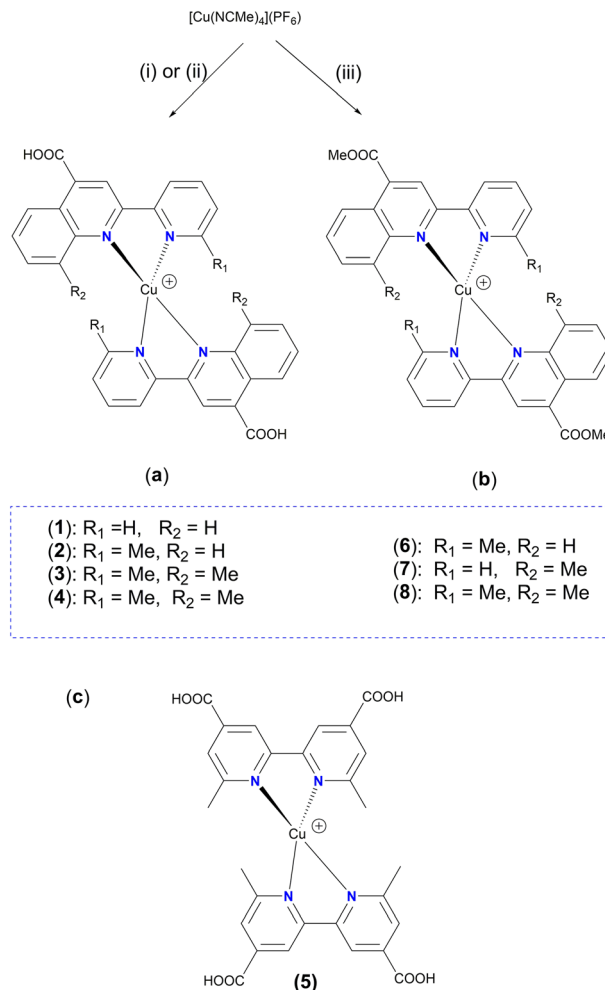 [Cu(NCMe)4](PF6)
(i) or (ii)
(iii)
HOOC
N
N
R1
R2
Cu
+
R2
R1
N
N
COOH
(a)
MeOOC
N
N
R1
R2
Cu
+
R2
R1
N
N
COOMe
(b)
(1): R1 =H, R2 = H
(2): R1 = Me, R2 = H
(3): R1 = Me, R2 = Me
(4): R1 = Me, R2 = Me
(6): R1 = Me, R2 = H
(7): R1 = H, R2 = Me
(8): R1 = Me, R2 = Me
(c)
HOOC
COOH
N
N
Cu
+
N
N
HOOC
COOH
(5)